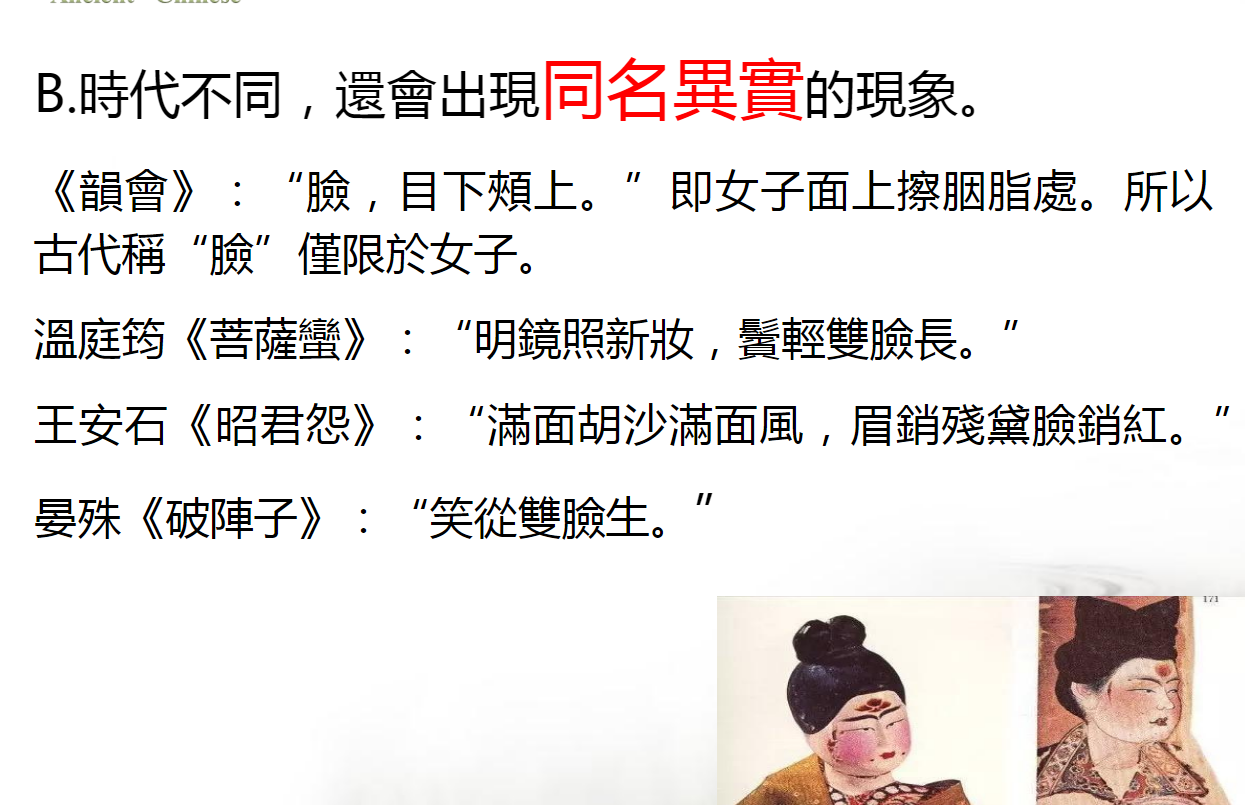 B.時代不同，還會出現同名異實的現象。
《韻會》：“臉，目下頰上。”即女子面上擦胭脂處。所以
古代稱“臉”僅限於女子。
溫庭筠《菩薩蠻》：“明鏡照新妝，鬢輕雙臉長。”
王安石《昭君怨》：“滿面胡沙滿面風，眉銷殘黛臉銷紅。”
晏殊《破陣子》：“笑從雙臉生。”
171